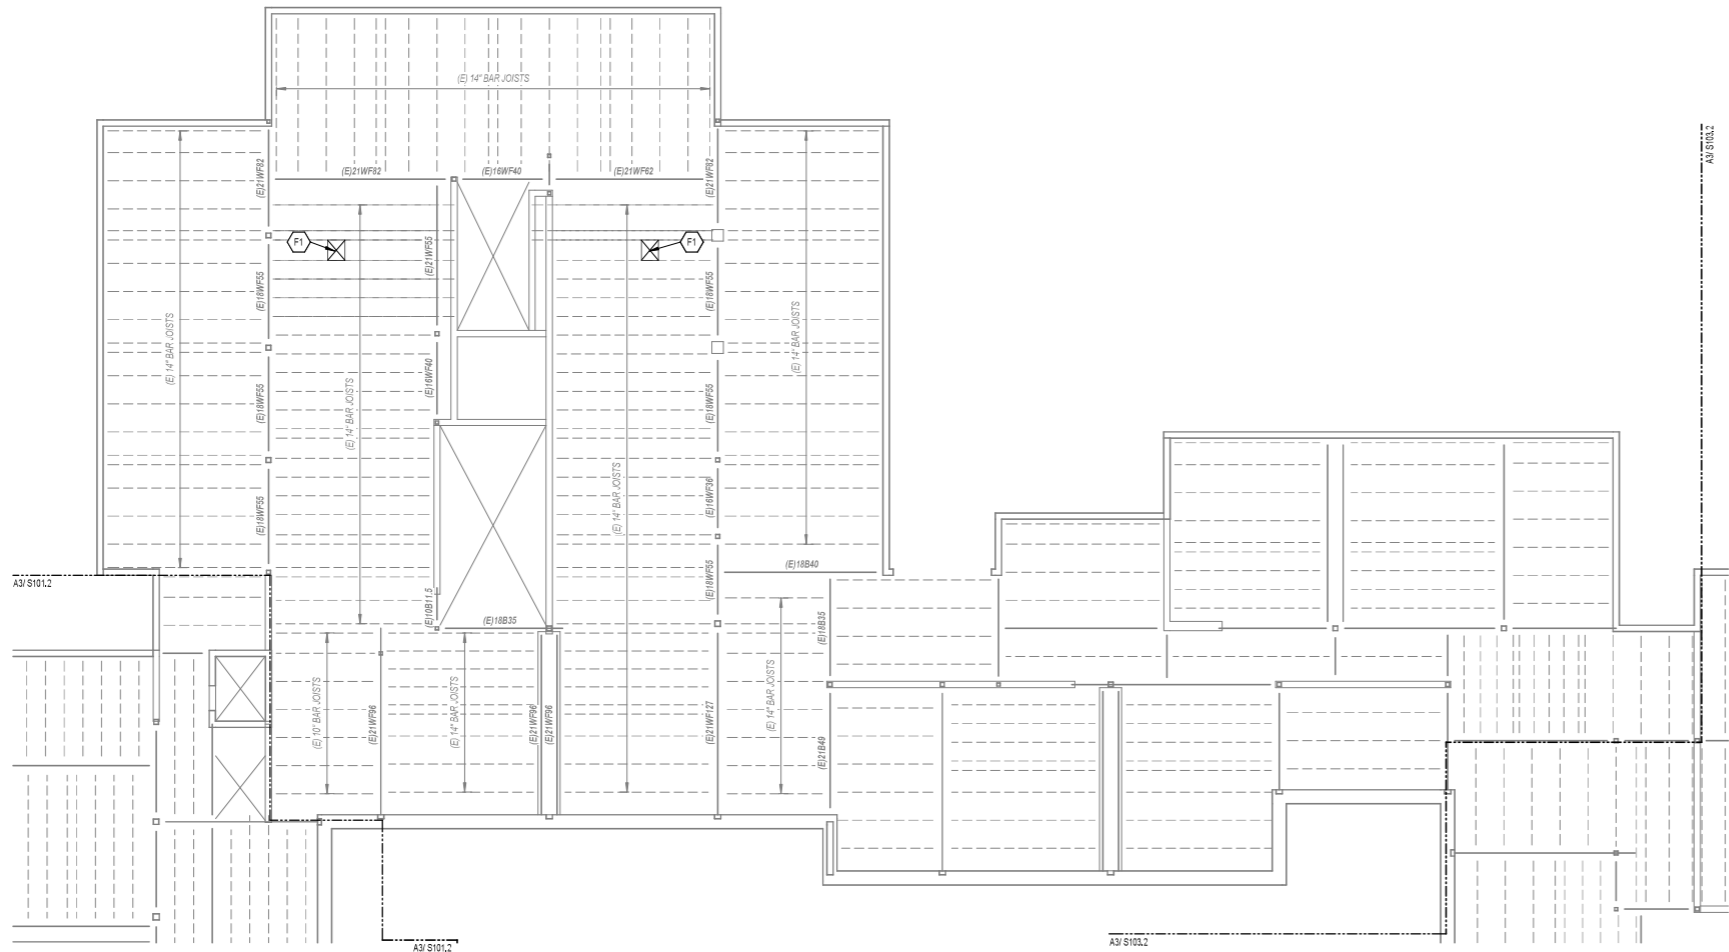 (E) 14" BAR JOISTS
A3/ S103.2
(E)21WF82
(E)16WF40
(E)21WF62
(E)21WF82
(E)21WF82
F1
F1
(E)21WF55
(E)18WF55
(E)18WF55
(E) 14" BAR JOISTS
(E) 14" BAR JOISTS
(E) 14" BAR JOISTS
(E)16WF40
(E)18WF55
(E)18WF55
(E) 14" BAR JOISTS
(E)18WF55
(E)16WF36
(E)18WF55
(E)18B40
A3/ S101.2
(E)10B11.5
(E)18B35
(E)18B35
(E) 10" BAR JOISTS
(E)21WF96
(E) 14" BAR JOISTS
(E)21WF96
(E)21WF96
(E)21WF127
(E) 14" BAR JOISTS
(E)21B49
A3/ S101.2
A3/ S103.2